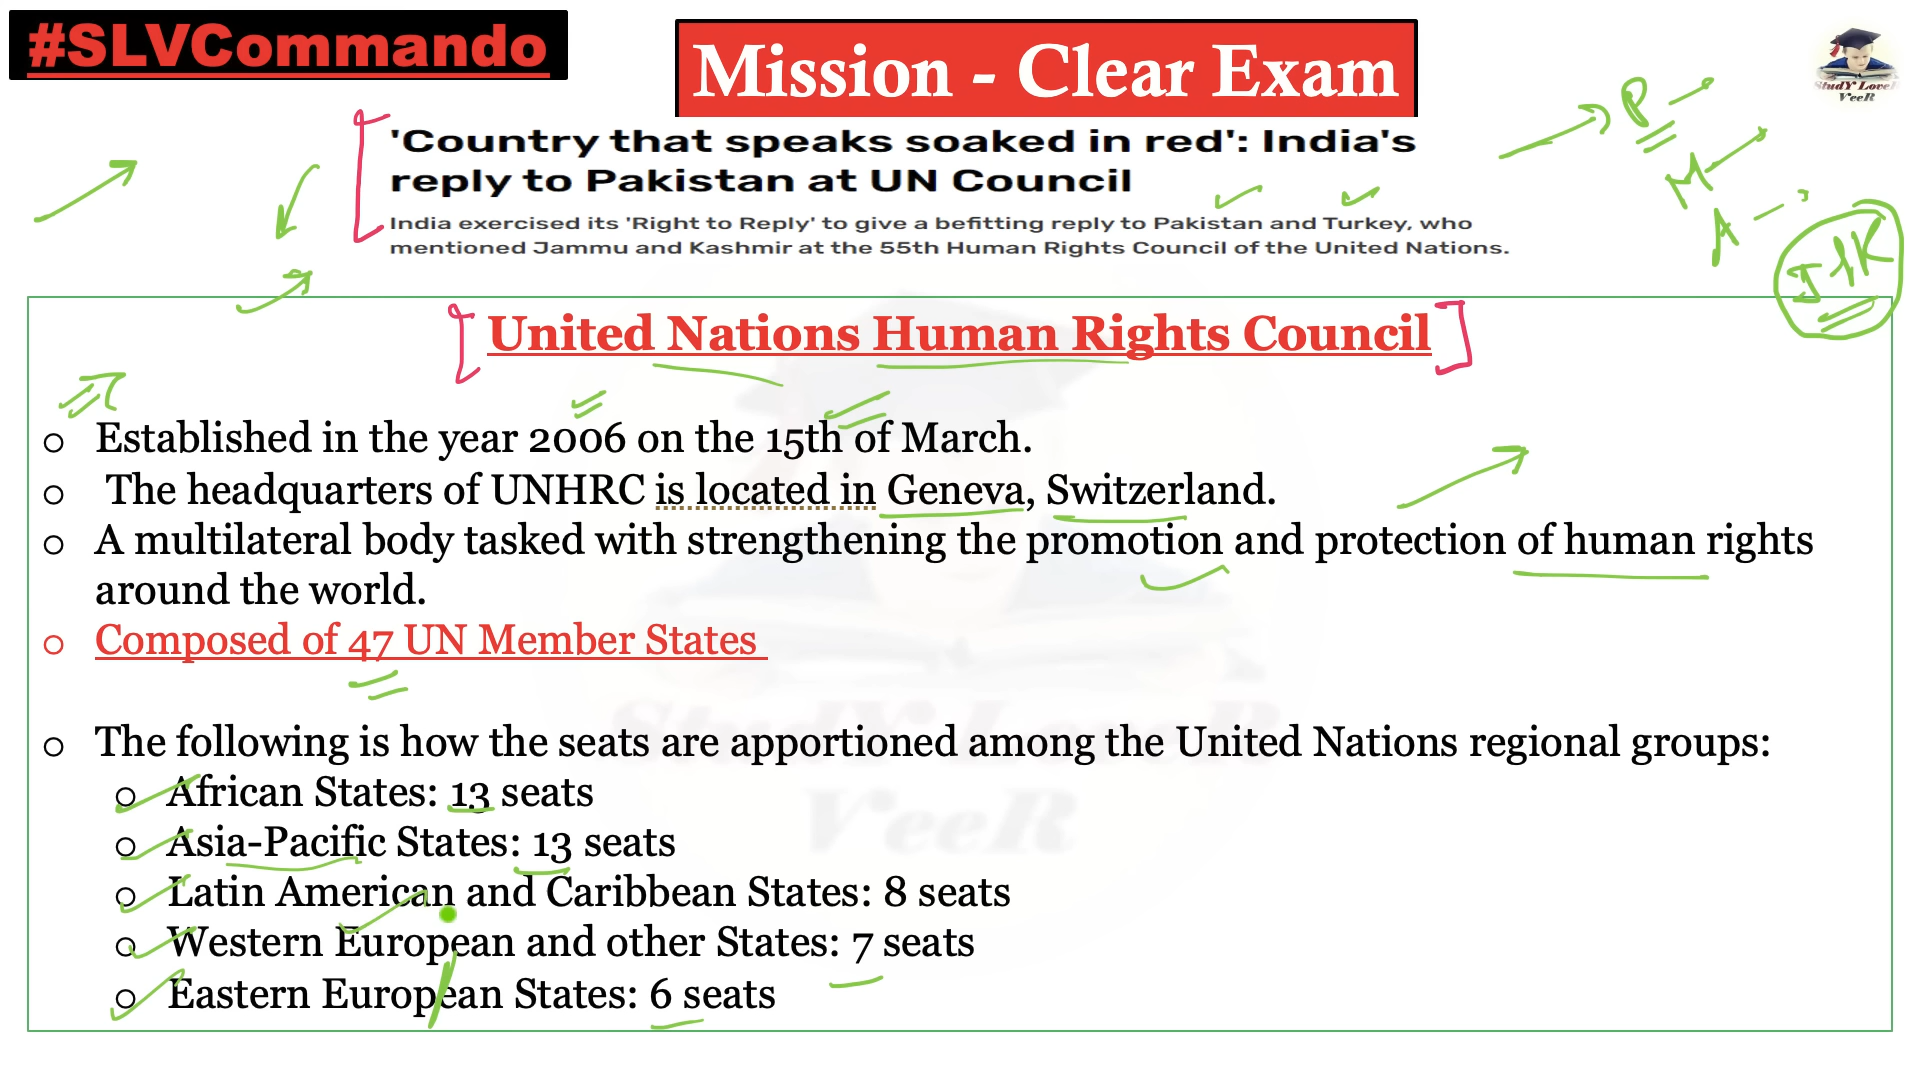 #SLVCommando
Mission - Clear Exam
StudY LoveR
VeeR
'Country that speaks soaked in red': India's
reply to Pakistan at UN Council
India exercised its 'Right to Reply' to give a befitting reply to Pakistan and Turkey, who
mentioned Jammu and Kashmir at the 55th Human Rights Council of the United Nations.
P
M
A
J&K
United Nations Human Rights Council
Established in the year 2006 on the 15th of March.
The headquarters of UNHRC is located in Geneva, Switzerland.
A multilateral body tasked with strengthening the promotion and protection of human rights
around the world.
Composed of 47 UN Member States
The following is how the seats are apportioned among the United Nations regional groups:
African States: 13 seats
Asia-Pacific States: 13 seats
Latin American and Caribbean States: 8 seats
Western European and other States: 7 seats
Eastern European States: 6 seats
StudY LoveR
VeeR